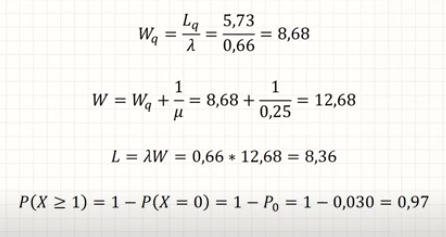 W_q = L_q/λ = 5,73/0,66 = 8,68
W = W_q + 1/μ = 8,68 + 1/0,25 = 12,68
L = λW = 0,66 * 12,68 = 8,36
P(X ≥ 1) = 1 − P(X = 0) = 1 − P_0 = 1 − 0,030 = 0,97